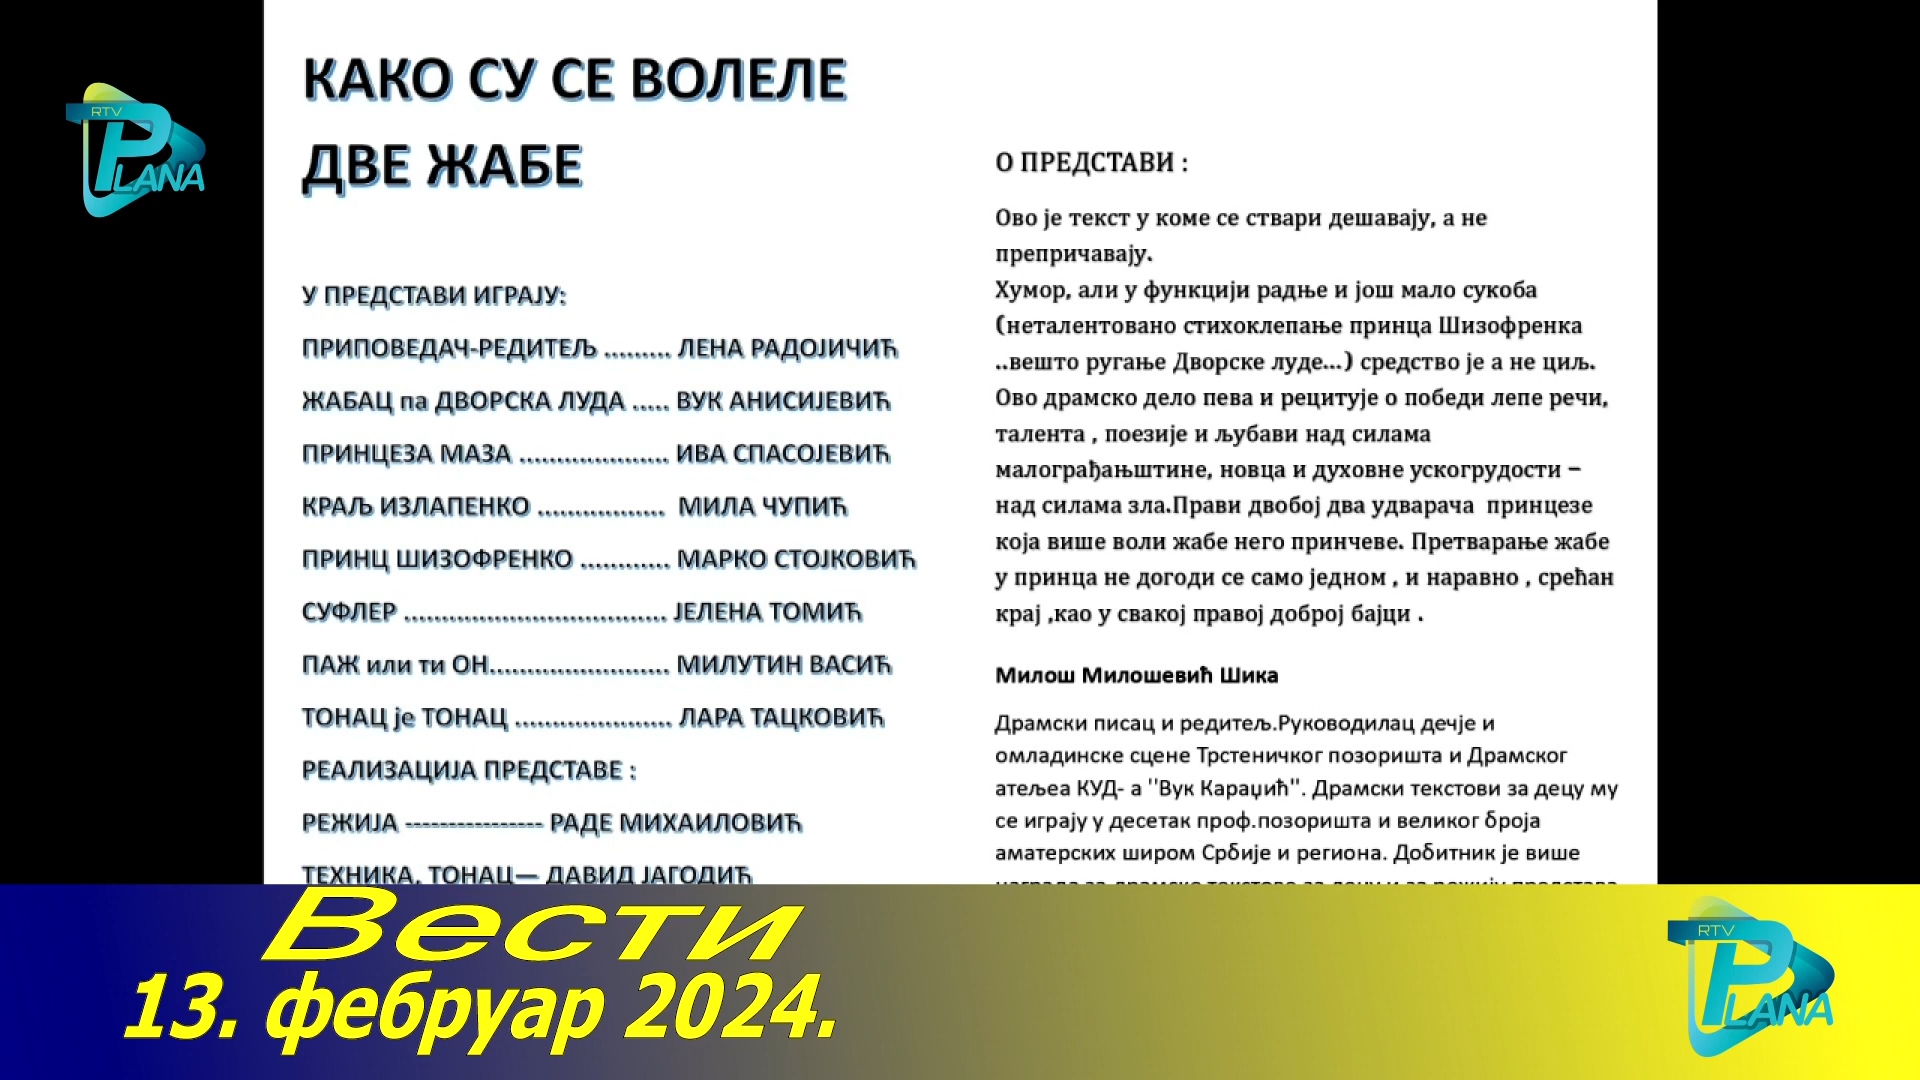 RTV
PLANA
КАКО СУ СЕ ВОЛЕЛЕ
ДВЕ ЖАБЕ
У ПРЕДСТАВИ ИГРАЈУ:
ПРИПОВЕДАЧ-РЕДИТЕЉ ......... ЛЕНА РАДОЈИЧИЋ
ЖАБАЦ па ДВОРСКА ЛУДА ..... ВУК АНИСИЈЕВИЋ
ПРИНЦЕЗА МАЗА .................... ИВА СПАСОЈЕВИЋ
КРАЉ ИЗЛАПЕНКО ................. МИЛА ЧУПИЋ
ПРИНЦ ШИЗОФРЕНКО ............ МАРКО СТОЈКОВИЋ
СУФЛЕР ................................... ЈЕЛЕНА ТОМИЋ
ПАЖ или ти ОН........................ МИЛУТИН ВАСИЋ
ТОНАЦ је ТОНАЦ ..................... ЛАРА ТАЦКОВИЋ
РЕАЛИЗАЦИЈА ПРЕДСТАВЕ :
РЕЖИЈА ----------------- РАДЕ МИХАИЛОВИЋ
ТЕХНИКА, ТОНАЦ— ДАВИД ЈАГОДИЋ
О ПРЕДСТАВИ :
Ово је текст у коме се ствари дешавају, а не
препричавају.
Хумор, али у функцији радње и још мало сукоба
(неталентовано стихоклепање принца Шизофренка
..вешто ругање Дворске луде...) средство је а не циљ.
Ово драмско дело пева и рецитује о победи лепе речи,
талента , поезије и љубави над силама
малограђањштине, новца и духовне ускогрудости –
над силама зла.Прави двобој два удварача принцезе
која више воли жабе него принчеве. Претварање жабе
у принца не догоди се само једном , и наравно , срећан
крај ,као у свакој правој доброј бајци .
Милош Милошевић Шика
Драмски писац и редитељ.Руководилац дечје и
омладинске сцене Трстеничког позоришта и Драмског
атељеа КУД- а ''Вук Караџић''. Драмски текстови за децу му
се играју у десетак проф.позоришта и великог броја
аматерских широм Србије и региона. Добитник је више
награда за драмске текстове за децу и за режију представа
Вести
13. фебруар 2024.
RTV
PLANA